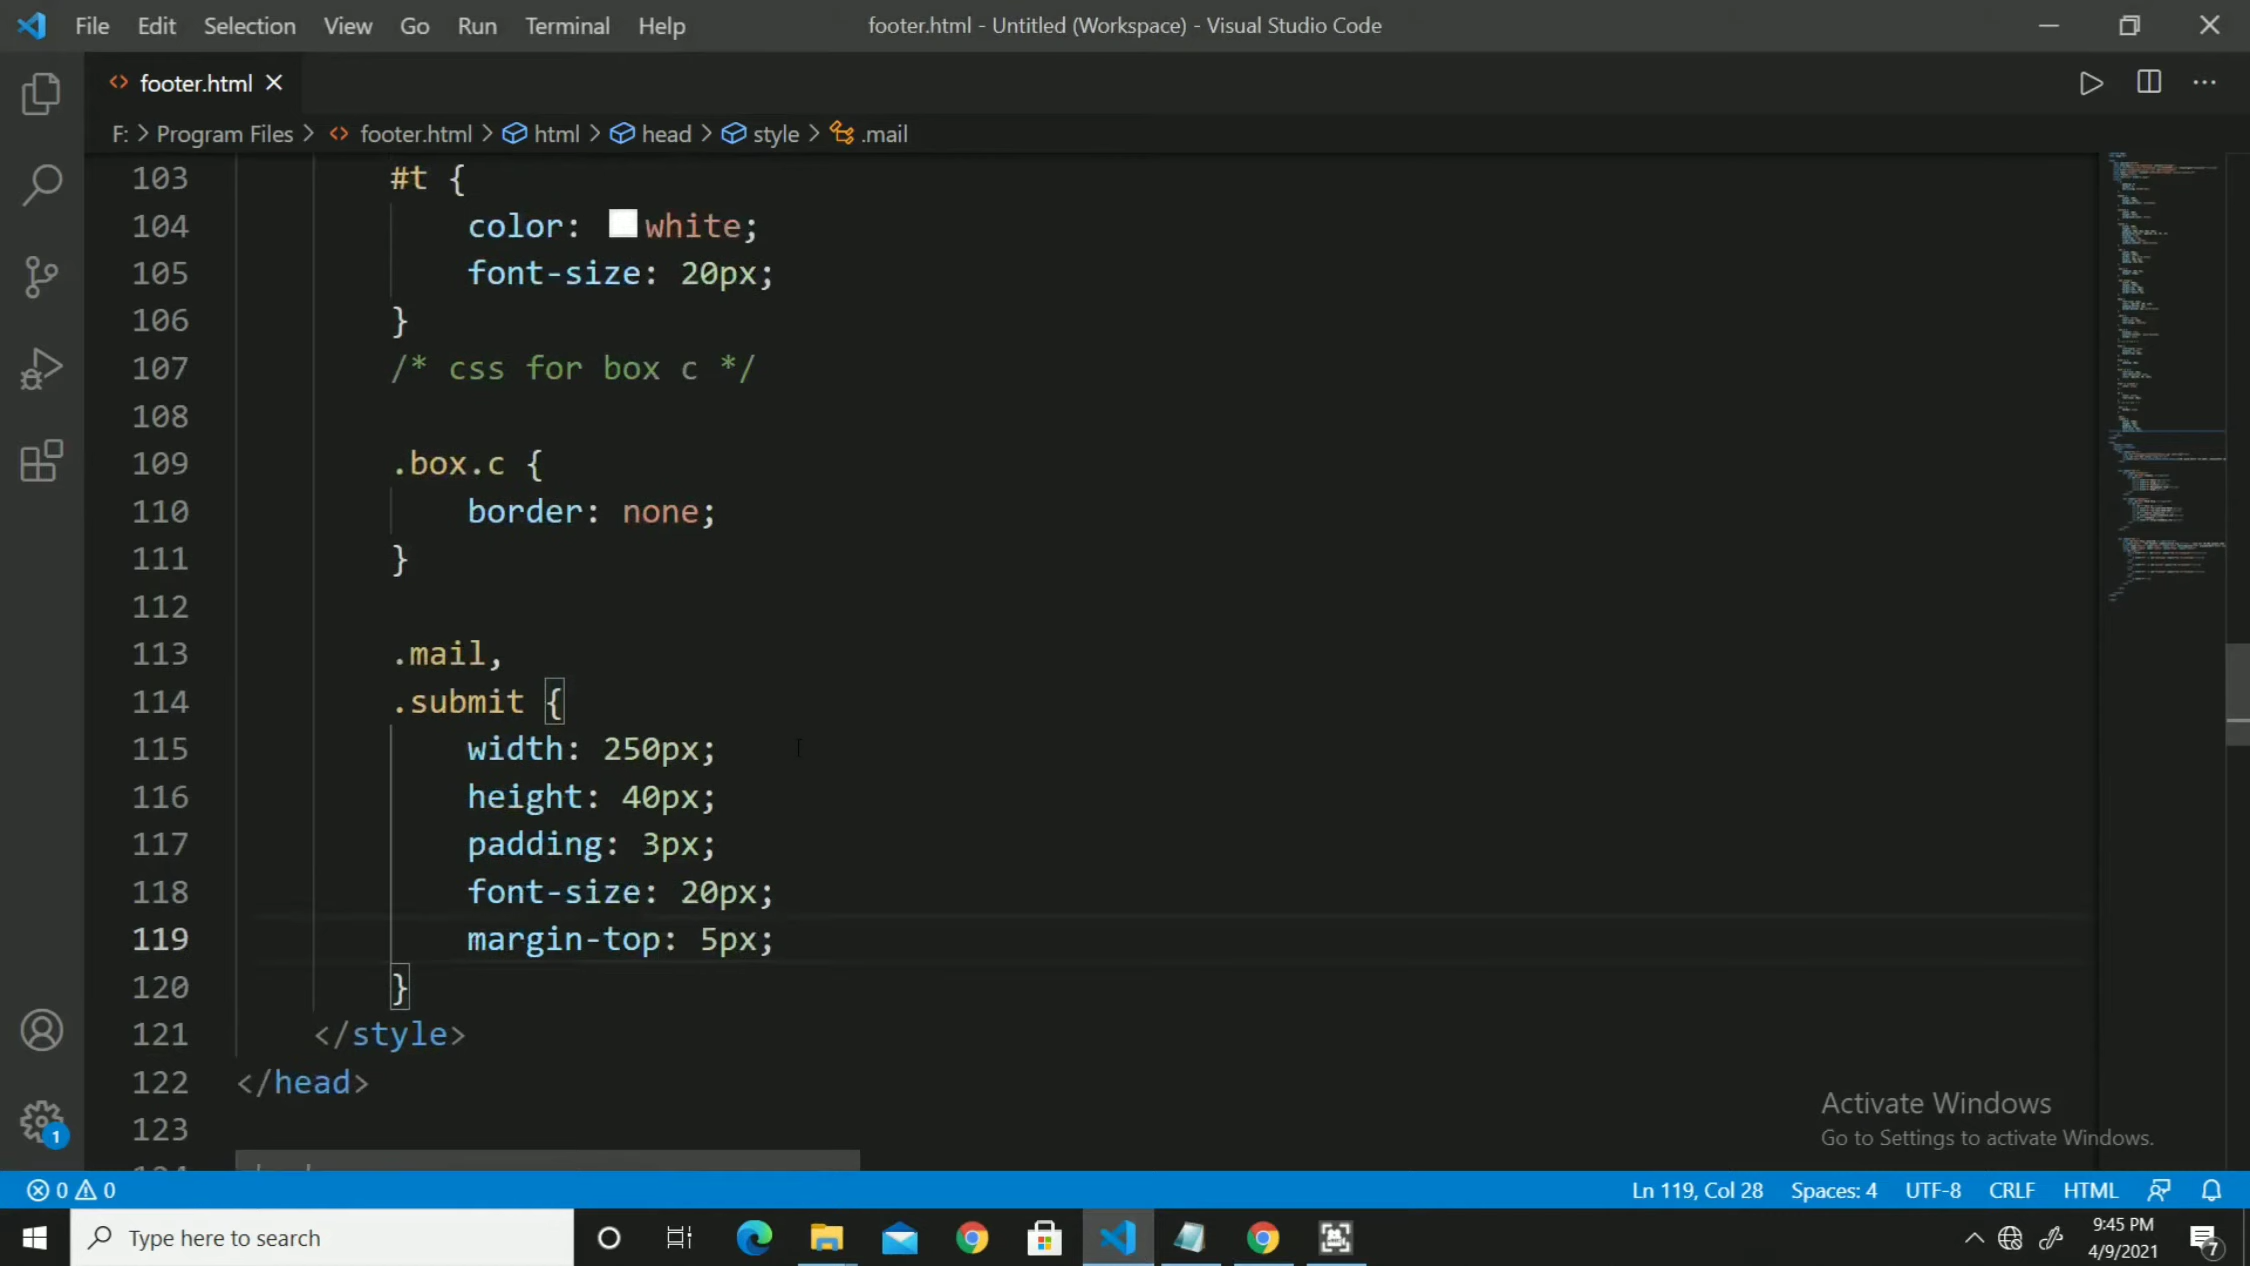 File Edit Selection View Go Run Terminal Help footer.html - Untitled (Workspace) - Visual Studio Code
footer.html
F: > Program Files > footer.html > html > head > style > .mail
103 #t {
104 color: white;
105 font-size: 20px;
106 }
107 /* css for box c */
108
109 .box.c {
110 border: none;
111 }
112
113 .mail,
114 .submit {
115 width: 250px;
116 height: 40px;
117 padding: 3px;
118 font-size: 20px;
119 margin-top: 5px;
120 }
121 </style>
122 </head>
123
Activate Windows
Go to Settings to activate Windows.
1
0 0 Ln 119, Col 28 Spaces: 4 UTF-8 CRLF HTML
Type here to search
9:45 PM
4/9/2021
7